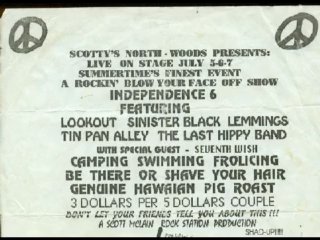 SCOTTY'S NORTH-WOODS PRESENTS:
LIVE ON STAGE JULY 5-6-7
SUMMERTIME'S FINEST EVENT
A ROCKIN' BLOW YOUR FACE OFF SHOW
INDEPENDENCE 6
FEATURING
LOOKOUT SINISTER BLACK LEMMINGS
TIN PAN ALLEY THE LAST HIPPY BAND
WITH SPECIAL GUEST - SEVENTH WISH
CAMPING SWIMMING FROLICING
BE THERE OR SHAVE YOUR HAIR
GENUINE HAWAIAN PIG ROAST
3 DOLLARS PER 5 DOLLARS COUPLE
DON'T LET YOUR FRIENDS TELL YOU ABOUT THIS !!!
A SCOTT MCLAIN ROCK STATION PRODUCTION